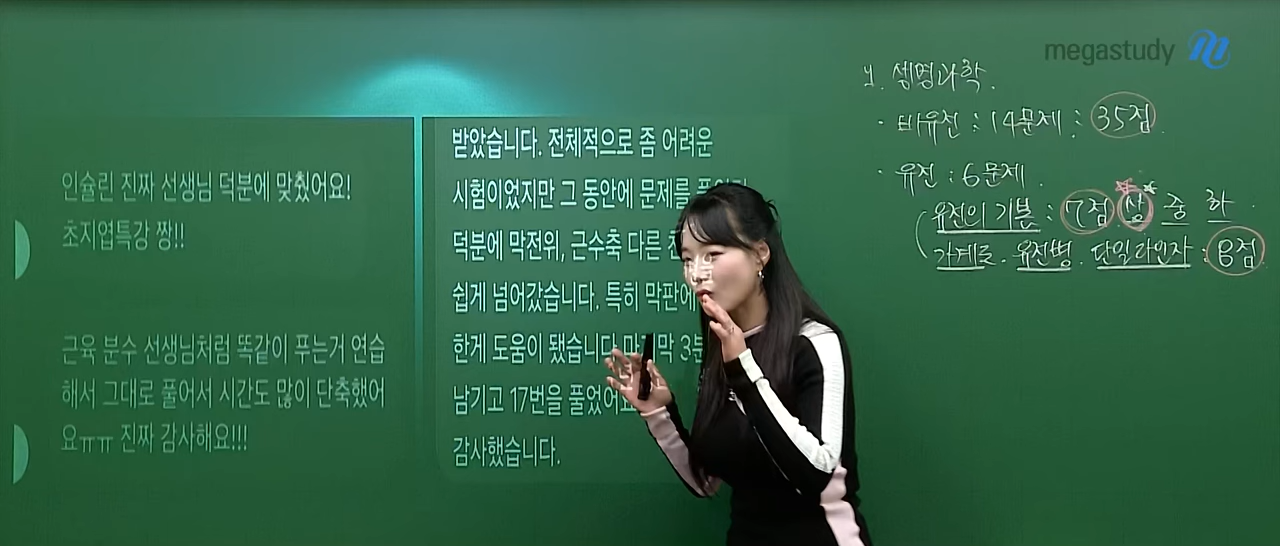 megastudy
인슐린 진짜 선생님 덕분에 맞췄어요!
초지엽특강 짱!!
근육 분수 선생님처럼 똑같이 푸는거 연습
해서 그대로 풀어서 시간도 많이 단축했어
요ㅠㅠ 진짜 감사해요!!!
받았습니다. 전체적으로 좀 어려운
시험이었지만 그 동안에 문제를
덕분에 막전위, 근수축 다른
쉽게 넘어갔습니다. 특히 막판에
한게 도움이 됐습니다 마지막 3분
남기고 17번을 풀었어요
감사했습니다.
생명과학.
· 비유전 : 14문제 : 35점.
· 유전 : 6문제.
유전의 기본 : 7점 상 중 하.
가계도. 유전병. 단일라인자 : 8점